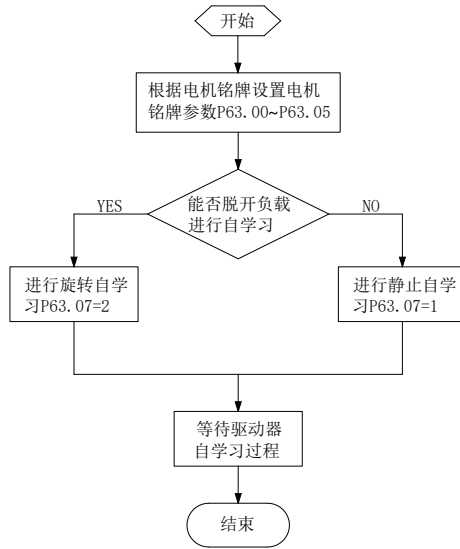 开始
根据电机铭牌设置电机
铭牌参数P63.00~P63.05
能否脱开负载
进行自学习
YES
NO
进行旋转自学
习P63.07=2
进行静止自学
习P63.07=1
等待驱动器
自学习过程
结束